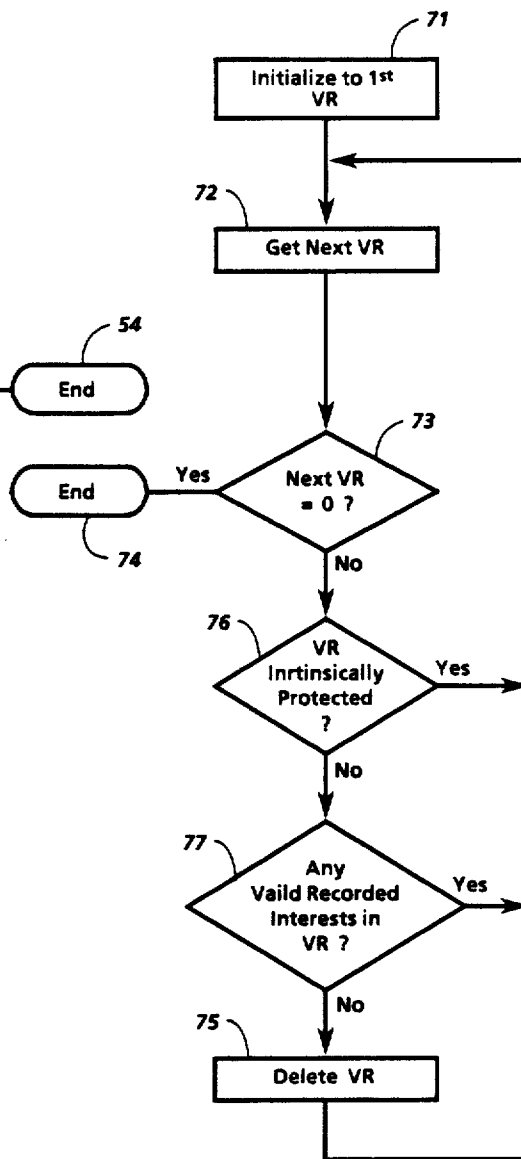 71
Initialize to 1st
VR
72
Get Next VR
54
End
73
Next VR
= 0 ?
Yes
End
74
No
76
VR
Inrtinsically
Protected
?
Yes
No
77
Any
Vaild Recorded
Interests in
VR ?
Yes
No
75
Delete VR